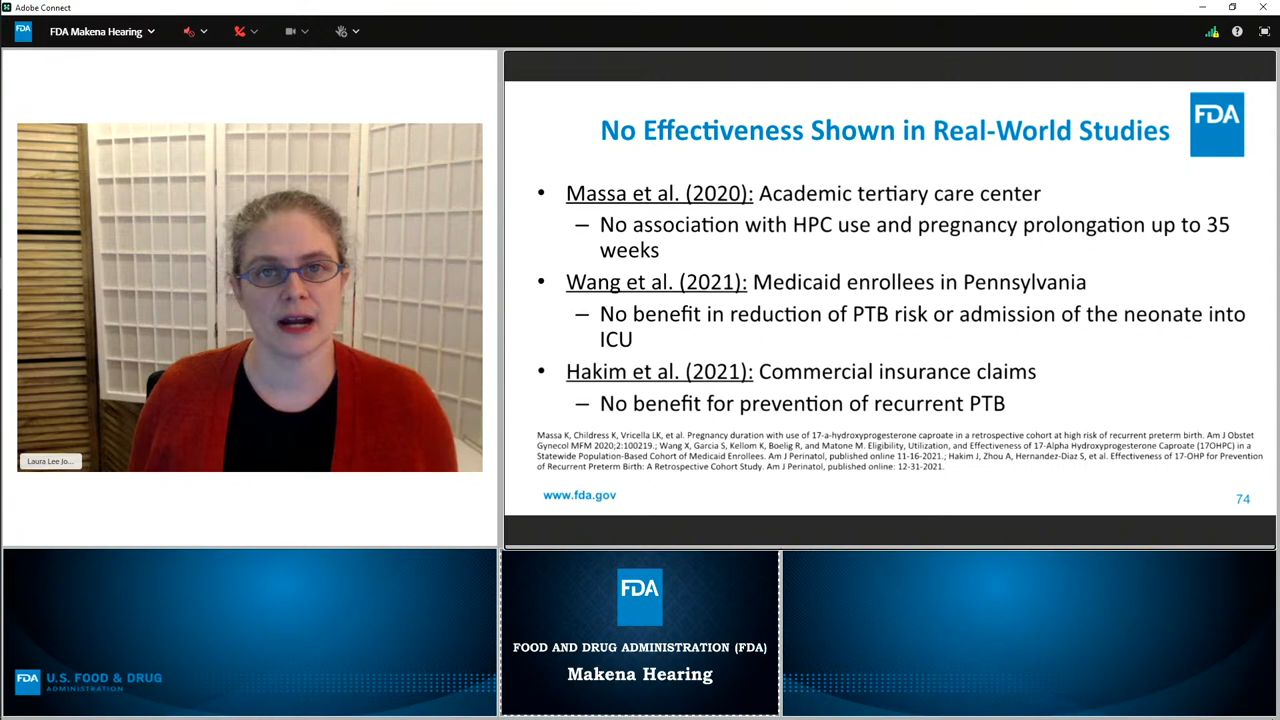 Adobe Connect
FDA
FDA Makena Hearing
No Effectiveness Shown in Real-World Studies
FDA
• Massa et al. (2020): Academic tertiary care center
– No association with HPC use and pregnancy prolongation up to 35
weeks
• Wang et al. (2021): Medicaid enrollees in Pennsylvania
– No benefit in reduction of PTB risk or admission of the neonate into
ICU
• Hakim et al. (2021): Commercial insurance claims
– No benefit for prevention of recurrent PTB
Massa K, Childress K, Vricella LK, et al. Pregnancy duration with use of 17-a-hydroxyprogesterone caproate in a retrospective cohort at high risk of recurrent preterm birth. Am J Obstet
Gynecol MFM 2020;2:100219.; Wang X, Garcia S, Kellom K, Boelig R, and Matone M. Eligibility, Utilization, and Effectiveness of 17-Alpha Hydroxyprogesterone Caproate (17OHPC) in a
Statewide Population-Based Cohort of Medicaid Enrollees. Am J Perinatol, published online 11-16-2021.; Hakim J, Zhou A, Hernandez-Diaz S, et al. Effectiveness of 17-OHP for Prevention
of Recurrent Preterm Birth: A Retrospective Cohort Study. Am J Perinatol, published online: 12-31-2021.
www.fda.gov
74
Laura Lee Jo...
FDA
FOOD AND DRUG ADMINISTRATION (FDA)
Makena Hearing
FDA U.S. FOOD & DRUG
ADMINISTRATION